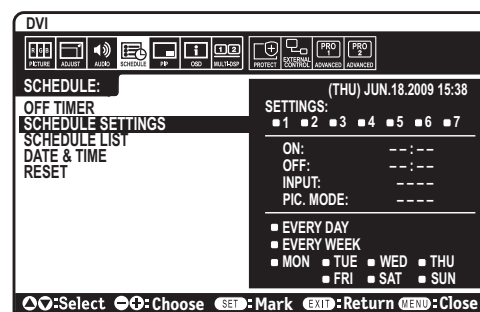 DVI
RGB
PICTURE ADJUST AUDIO SCHEDULE PIP OSD MULTI-DSP PROTECT EXTERNAL CONTROL PRO 1 ADVANCED PRO 2 ADVANCED
SCHEDULE:
OFF TIMER
SCHEDULE SETTINGS
SCHEDULE LIST
DATE & TIME
RESET
(THU) JUN.18.2009 15:38
SETTINGS:
1 2 3 4 5 6 7
ON: --:--
OFF: --:--
INPUT: ----
PIC. MODE: ----
EVERY DAY
EVERY WEEK
MON TUE WED THU
FRI SAT SUN
:Select :Choose SET:Mark EXIT:Return MENU:Close